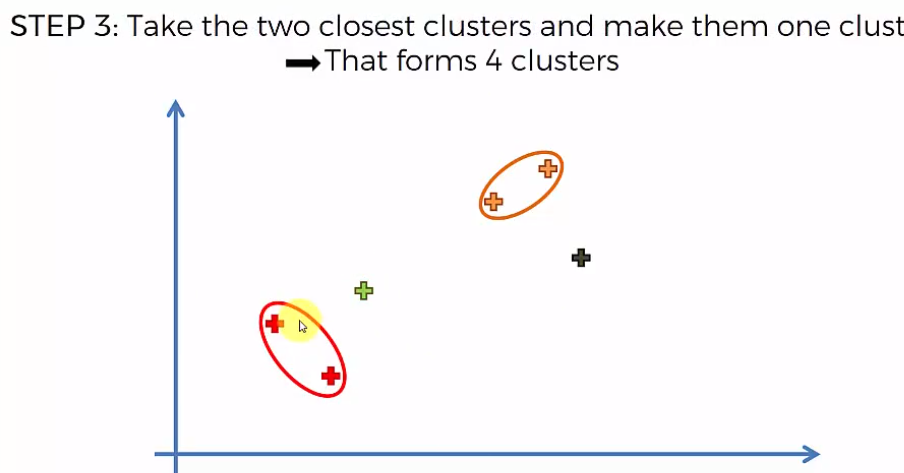 STEP 3: Take the two closest clusters and make them one clust
That forms 4 clusters